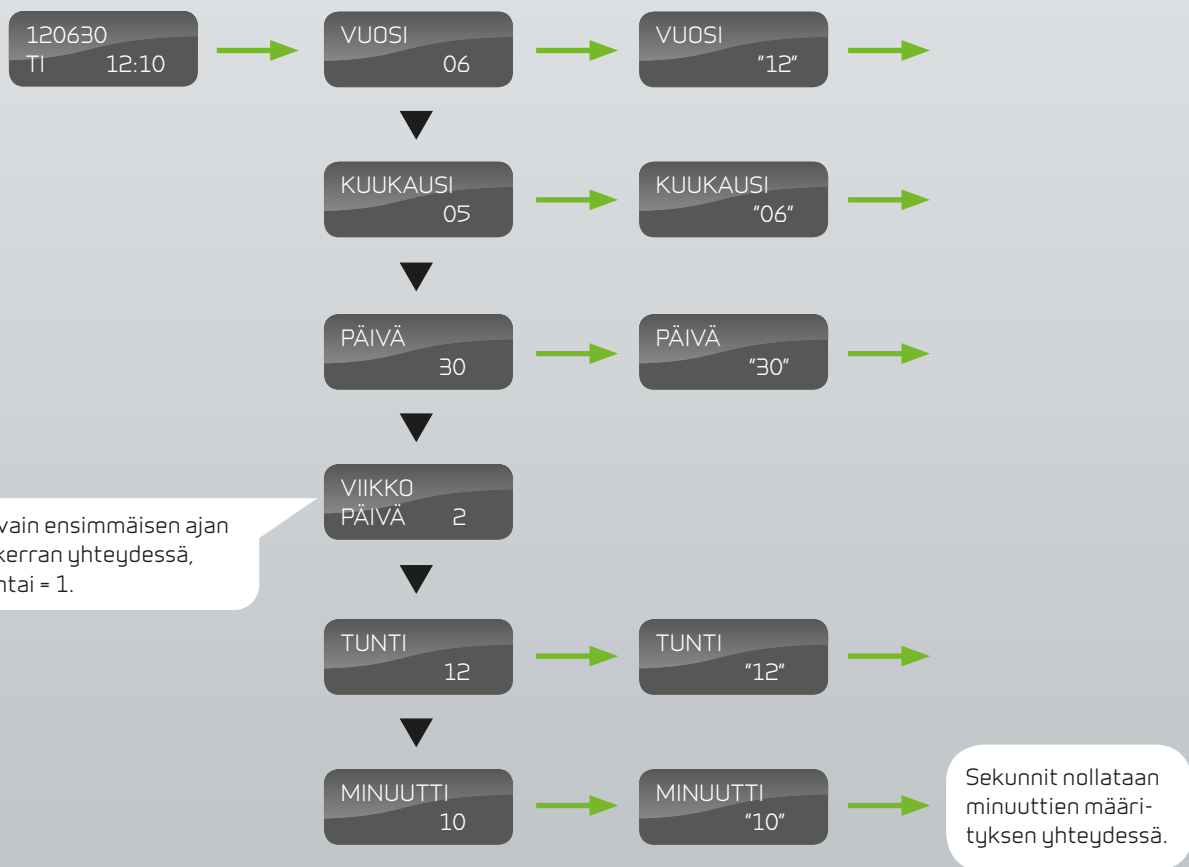 120630
TI 12:10
VUOSI
06
VUOSI
"12"
KUUKAUSI
05
KUUKAUSI
"06"
PÄIVÄ
30
PÄIVÄ
"30"
VIIKKO
PÄIVÄ 2
vain ensimmäisen ajan
kerran yhteydessä,
ntai = 1.
TUNTI
12
TUNTI
"12"
MINUUTTI
10
MINUUTTI
"10"
Sekunnit nollataan
minuuttien määri-
tyksen yhteydessä.